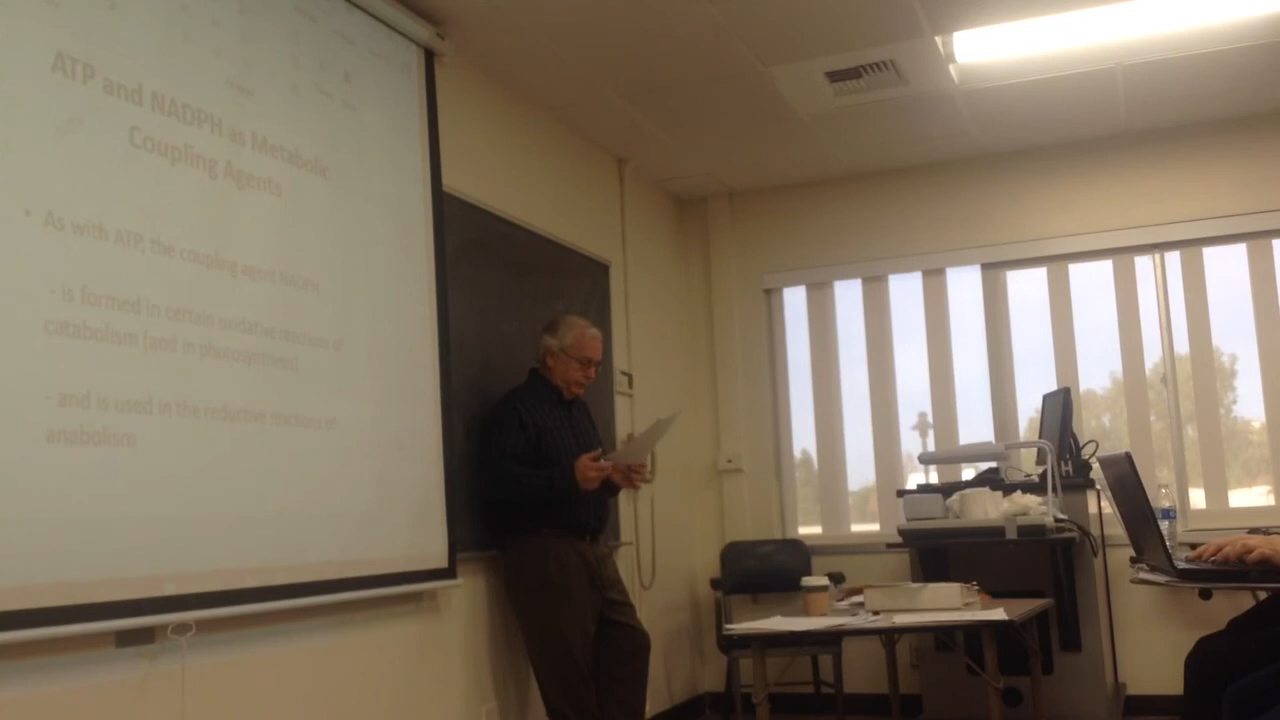 ATP and NADPH as Metabolic
Coupling Agents
• As with ATP, the coupling agent NADPH
- is formed in certain oxidative reactions of
catabolism (and in photosynthesis)
- and is used in the reductive reactions of
anabolism